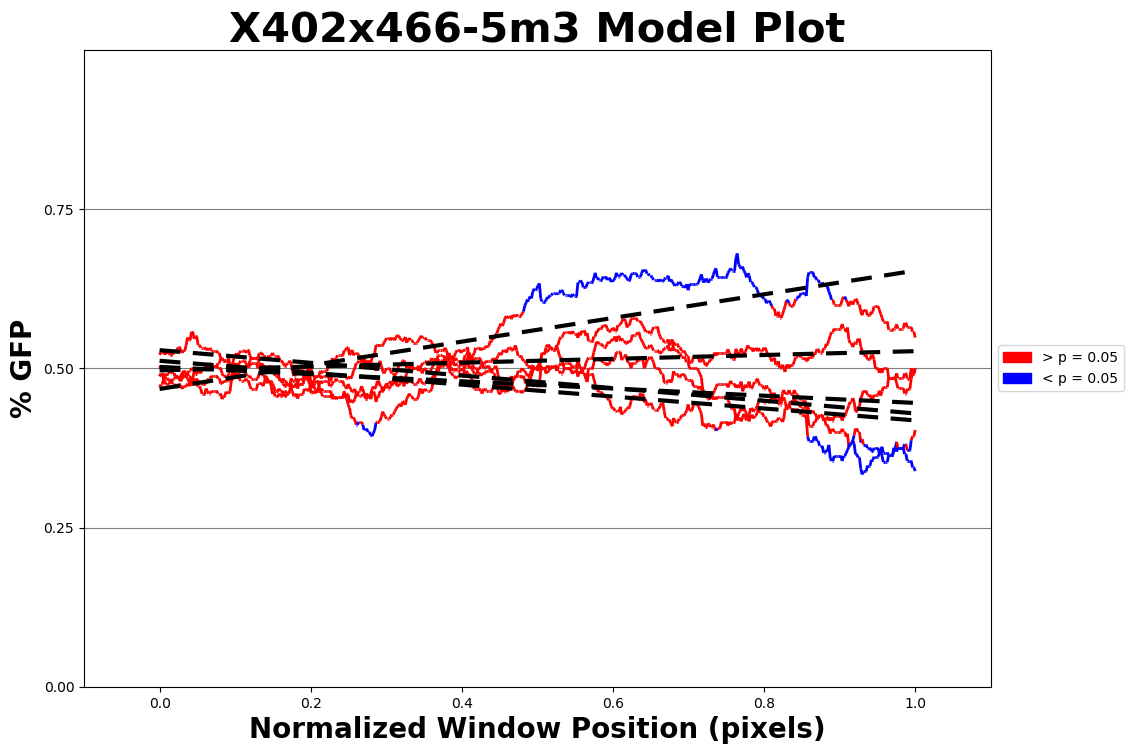 X402x466-5m3 Model Plot
% GFP
0.75
0.50
0.25
0.00
0.0 0.2 0.4 0.6 0.8 1.0
Normalized Window Position (pixels)
> p = 0.05
< p = 0.05